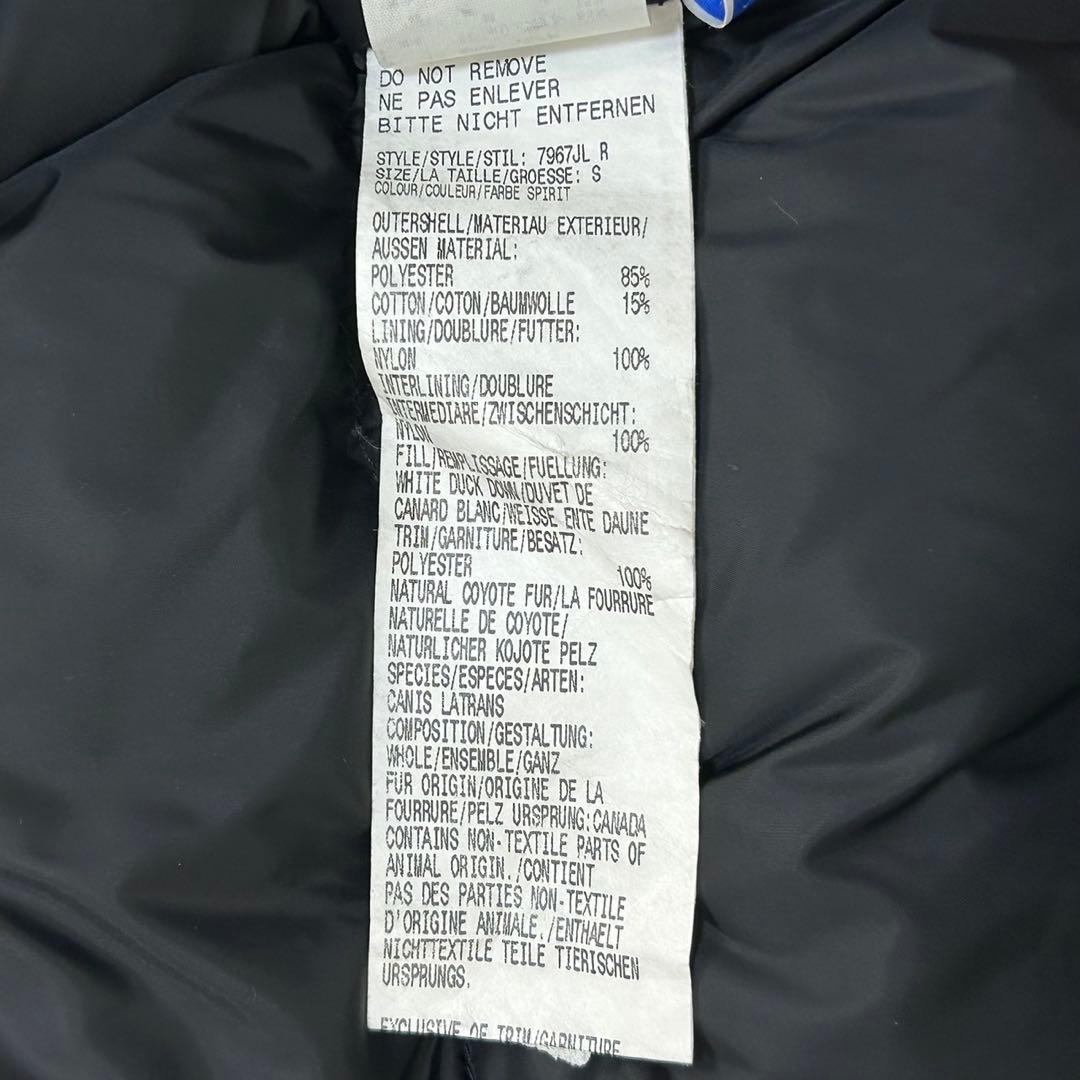 DO NOT REMOVE
NE PAS ENLEVER
BITTE NICHT ENTFERNEN
STYLE/STYLE/STIL: 7967JL R
SIZE/LA TAILLE/GROESSE: S
COLOUR/COULEUR/FARBE SPIRIT
OUTERSHELL/MATERIAU EXTERIEUR/
AUSSEN MATERIAL:
POLYESTER 85%
COTTON/COTON/BAUMWOLLE 15%
LINING/DOUBLURE/FUTTER:
NYLON 100%
INTERLINING/DOUBLURE
INTERMEDIARE/ZWISCHENSCHICHT:
NYLON 100%
FILL/REMPLISSAGE/FUELLUNG:
WHITE DUCK DOWN/DUVET DE
CANARD BLANC/WEISSE ENTE DAUNE
TRIM/GARNITURE/BESATZ:
POLYESTER 100%
NATURAL COYOTE FUR/LA FOURRURE
NATURELLE DE COYOTE/
NATURLICHER KOJOTE PELZ
SPECIES/ESPECES/ARTEN:
CANIS LATRANS
COMPOSITION/GESTALTUNG:
WHOLE/ENSEMBLE/GANZ
FUR ORIGIN/ORIGINE DE LA
FOURRURE/PELZ URSPRUNG:CANADA
CONTAINS NON-TEXTILE PARTS OF
ANIMAL ORIGIN./CONTIENT
PAS DES PARTIES NON-TEXTILE
D'ORIGINE ANIMALE./ENTHAELT
NICHTTEXTILE TEILE TIERISCHEN
URSPRUNGS.
EXCLUSIVE OF TRIM/GARNITURE